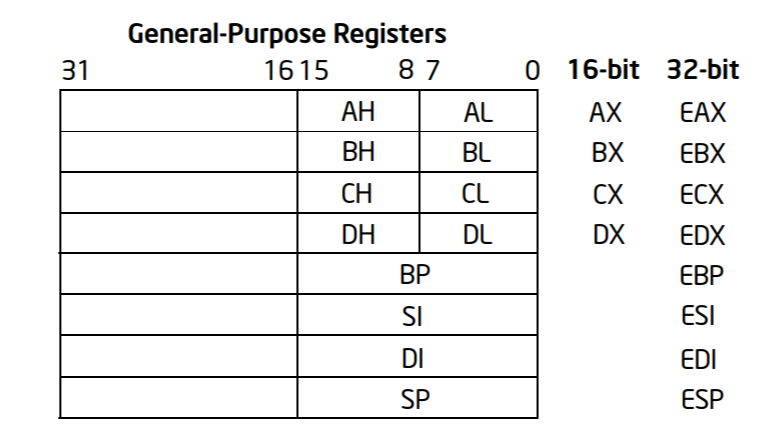 General-Purpose Registers
31 16 15 8 7 0 16-bit 32-bit
AH AL AX EAX
BH BL BX EBX
CH CL CX ECX
DH DL DX EDX
BP EBP
SI ESI
DI EDI
SP ESP